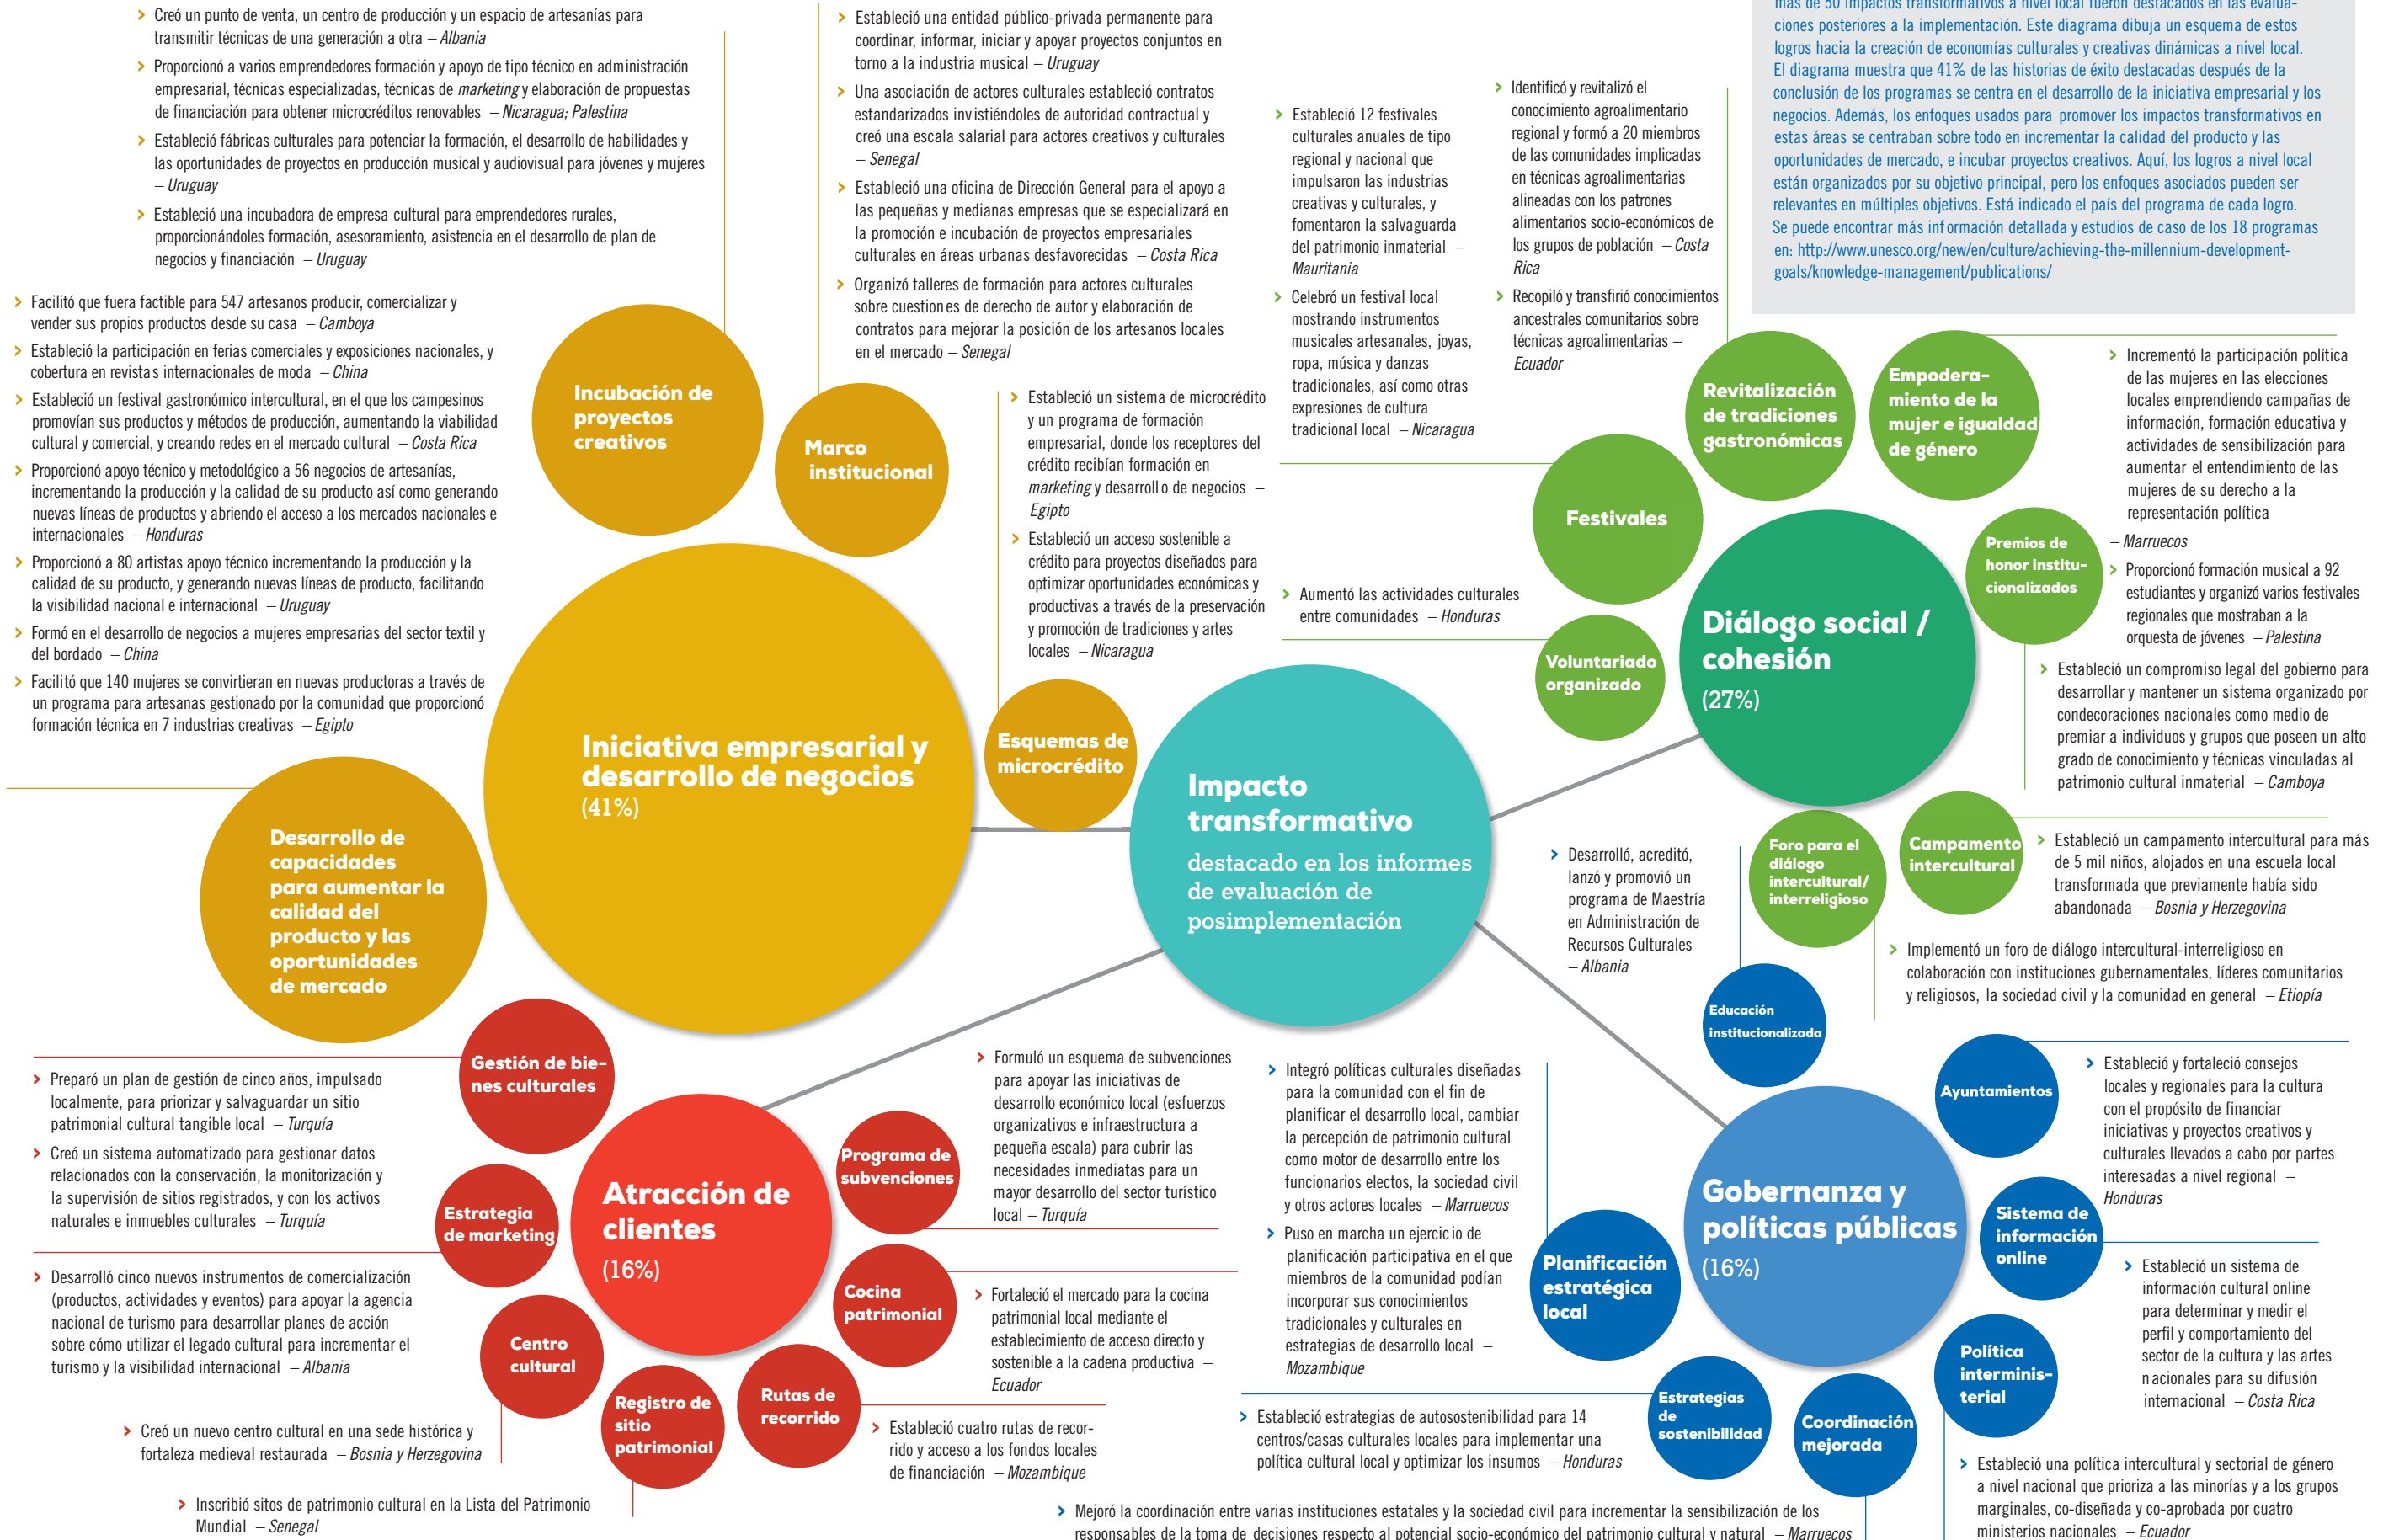 > Creó un punto de venta, un centro de producción y un espacio de artesanías para
transmitir técnicas de una generación a otra – Albania
> Proporcionó a varios emprendedores formación y apoyo de tipo técnico en administración
empresarial, técnicas especializadas, técnicas de marketing y elaboración de propuestas
de financiación para obtener microcréditos renovables – Nicaragua; Palestina
> Estableció fábricas culturales para potenciar la formación, el desarrollo de habilidades y
las oportunidades de proyectos en producción musical y audiovisual para jóvenes y mujeres
– Uruguay
> Estableció una incubadora de empresa cultural para emprendedores rurales,
proporcionándoles formación, asesoramiento, asistencia en el desarrollo de plan de
negocios y financiación – Uruguay
> Facilitó que fuera factible para 547 artesanos producir, comercializar y
vender sus propios productos desde su casa – Camboya
> Estableció la participación en ferias comerciales y exposiciones nacionales, y
cobertura en revistas internacionales de moda – China
> Estableció un festival gastronómico intercultural, en el que los campesinos
promovían sus productos y métodos de producción, aumentando la viabilidad
cultural y comercial, y creando redes en el mercado cultural – Costa Rica
> Proporcionó apoyo técnico y metodológico a 56 negocios de artesanías,
incrementando la producción y la calidad de su producto así como generando
nuevas líneas de productos y abriendo el acceso a los mercados nacionales e
internacionales – Honduras
> Proporcionó a 80 artistas apoyo técnico incrementando la producción y la
calidad de su producto, y generando nuevas líneas de producto, facilitando
la visibilidad nacional e internacional – Uruguay
> Formó en el desarrollo de negocios a mujeres empresarias del sector textil y
del bordado – China
> Facilitó que 140 mujeres se convirtieran en nuevas productoras a través de
un programa para artesanas gestionado por la comunidad que proporcionó
formación técnica en 7 industrias creativas – Egipto
> Estableció una entidad público-privada permanente para
coordinar, informar, iniciar y apoyar proyectos conjuntos en
torno a la industria musical – Uruguay
> Una asociación de actores culturales estableció contratos
estandarizados invistiéndoles de autoridad contractual y
creó una escala salarial para actores creativos y culturales
– Senegal
> Estableció una oficina de Dirección General para el apoyo a
las pequeñas y medianas empresas que se especializará en
la promoción e incubación de proyectos empresariales
culturales en áreas urbanas desfavorecidas – Costa Rica
> Organizó talleres de formación para actores culturales
sobre cuestiones de derecho de autor y elaboración de
contratos para mejorar la posición de los artesanos locales
en el mercado – Senegal
Incubación de
proyectos
creativos
Marco
institucional
> Estableció un sistema de microcrédito
y un programa de formación
empresarial, donde los receptores del
crédito recibían formación en
marketing y desarrollo de negocios –
Egipto
> Estableció un acceso sostenible a
crédito para proyectos diseñados para
optimizar oportunidades económicas y
productivas a través de la preservación
y promoción de tradiciones y artes
locales – Nicaragua
Esquemas de
microcrédito
Iniciativa empresarial y
desarrollo de negocios
(41%)
Desarrollo de
capacidades
para aumentar la
calidad del
producto y las
oportunidades
de mercado
Impacto
transformativo
destacado en los informes
de evaluación de
posimplementación
más de 50 impactos transformativos a nivel local fueron destacados en las evalua-
ciones posteriores a la implementación. Este diagrama dibuja un esquema de estos
logros hacia la creación de economías culturales y creativas dinámicas a nivel local.
El diagrama muestra que 41% de las historias de éxito destacadas después de la
conclusión de los programas se centra en el desarrollo de la iniciativa empresarial y los
negocios. Además, los enfoques usados para promover los impactos transformativos en
estas áreas se centraban sobre todo en incrementar la calidad del producto y las
oportunidades de mercado, e incubar proyectos creativos. Aquí, los logros a nivel local
están organizados por su objetivo principal, pero los enfoques asociados pueden ser
relevantes en múltiples objetivos. Está indicado el país del programa de cada logro.
Se puede encontrar más información detallada y estudios de caso de los 18 programas
en: http://www.unesco.org/new/en/culture/achieving-the-millennium-development-
goals/knowledge-management/publications/
> Estableció 12 festivales
culturales anuales de tipo
regional y nacional que
impulsaron las industrias
creativas y culturales, y
fomentaron la salvaguarda
del patrimonio inmaterial –
Mauritania
> Celebró un festival local
mostrando instrumentos
musicales artesanales, joyas,
ropa, música y danzas
tradicionales, así como otras
expresiones de cultura
tradicional local – Nicaragua
> Identificó y revitalizó el
conocimiento agroalimentario
regional y formó a 20 miembros
de las comunidades implicadas
en técnicas agroalimentarias
alineadas con los patrones
alimentarios socio-económicos de
los grupos de población – Costa
Rica
> Recopiló y transfirió conocimientos
ancestrales comunitarios sobre
técnicas agroalimentarias –
Ecuador
Revitalización
de tradiciones
gastronómicas
Empodera-
miento de la
mujer e igualdad
de género
Festivales
> Incrementó la participación política
de las mujeres en las elecciones
locales emprendiendo campañas de
información, formación educativa y
actividades de sensibilización para
aumentar el entendimiento de las
mujeres de su derecho a la
representación política
– Marruecos
> Proporcionó formación musical a 92
estudiantes y organizó varios festivales
regionales que mostraban a la
orquesta de jóvenes – Palestina
Premios de
honor institu-
cionalizados
> Aumentó las actividades culturales
entre comunidades – Honduras
Voluntariado
organizado
Diálogo social /
cohesión
(27%)
> Estableció un compromiso legal del gobierno para
desarrollar y mantener un sistema organizado por
condecoraciones nacionales como medio de
premiar a individuos y grupos que poseen un alto
grado de conocimiento y técnicas vinculadas al
patrimonio cultural inmaterial – Camboya
Foro para el
diálogo
intercultural/
interreligioso
Campamento
intercultural
> Estableció un campamento intercultural para más
de 5 mil niños, alojados en una escuela local
transformada que previamente había sido
abandonada – Bosnia y Herzegovina
> Implementó un foro de diálogo intercultural-interreligioso en
colaboración con instituciones gubernamentales, líderes comunitarios
y religiosos, la sociedad civil y la comunidad en general – Etiopía
> Desarrolló, acreditó,
lanzó y promovió un
programa de Maestría
en Administración de
Recursos Culturales
– Albania
Educación
institucionalizada
Gestión de bie-
nes culturales
> Preparó un plan de gestión de cinco años, impulsado
localmente, para priorizar y salvaguardar un sitio
patrimonial cultural tangible local – Turquía
> Creó un sistema automatizado para gestionar datos
relacionados con la conservación, la monitorización y
la supervisión de sitios registrados, y con los activos
naturales e inmuebles culturales – Turquía
Estrategia
de marketing
> Desarrolló cinco nuevos instrumentos de comercialización
(productos, actividades y eventos) para apoyar la agencia
nacional de turismo para desarrollar planes de acción
sobre cómo utilizar el legado cultural para incrementar el
turismo y la visibilidad internacional – Albania
Centro
cultural
> Creó un nuevo centro cultural en una sede histórica y
fortaleza medieval restaurada – Bosnia y Herzegovina
Registro de
sitio
patrimonial
> Inscribió sitos de patrimonio cultural en la Lista del Patrimonio
Mundial – Senegal
Atracción de
clientes
(16%)
Programa de
subvenciones
> Formuló un esquema de subvenciones
para apoyar las iniciativas de
desarrollo económico local (esfuerzos
organizativos e infraestructura a
pequeña escala) para cubrir las
necesidades inmediatas para un
mayor desarrollo del sector turístico
local – Turquía
Cocina
patrimonial
> Fortaleció el mercado para la cocina
patrimonial local mediante el
establecimiento de acceso directo y
sostenible a la cadena productiva –
Ecuador
Rutas de
recorrido
> Estableció cuatro rutas de recor-
rido y acceso a los fondos locales
de financiación – Mozambique
> Integró políticas culturales diseñadas
para la comunidad con el fin de
planificar el desarrollo local, cambiar
la percepción de patrimonio cultural
como motor de desarrollo entre los
funcionarios electos, la sociedad civil
y otros actores locales – Marruecos
> Puso en marcha un ejercicio de
planificación participativa en el que
miembros de la comunidad podían
incorporar sus conocimientos
tradicionales y culturales en
estrategias de desarrollo local –
Mozambique
Planificación
estratégica
local
Gobernanza y
políticas públicas
(16%)
Ayuntamientos
> Estableció y fortaleció consejos
locales y regionales para la cultura
con el propósito de financiar
iniciativas y proyectos creativos y
culturales llevados a cabo por partes
interesadas a nivel regional –
Honduras
Sistema de
información
online
> Estableció un sistema de
información cultural online
para determinar y medir el
perfil y comportamiento del
sector de la cultura y las artes
nacionales para su difusión
internacional – Costa Rica
Política
interminis-
terial
> Estableció una política intercultural y sectorial de género
a nivel nacional que prioriza a las minorías y a los grupos
marginales, co-diseñada y co-aprobada por cuatro
ministerios nacionales – Ecuador
Estrategias
de
sostenibilidad
> Estableció estrategias de autosostenibilidad para 14
centros/casas culturales locales para implementar una
política cultural local y optimizar los insumos – Honduras
Coordinación
mejorada
> Mejoró la coordinación entre varias instituciones estatales y la sociedad civil para incrementar la sensibilización de los
responsables de la toma de decisiones respecto al potencial socio-económico del patrimonio cultural y natural – Marruecos